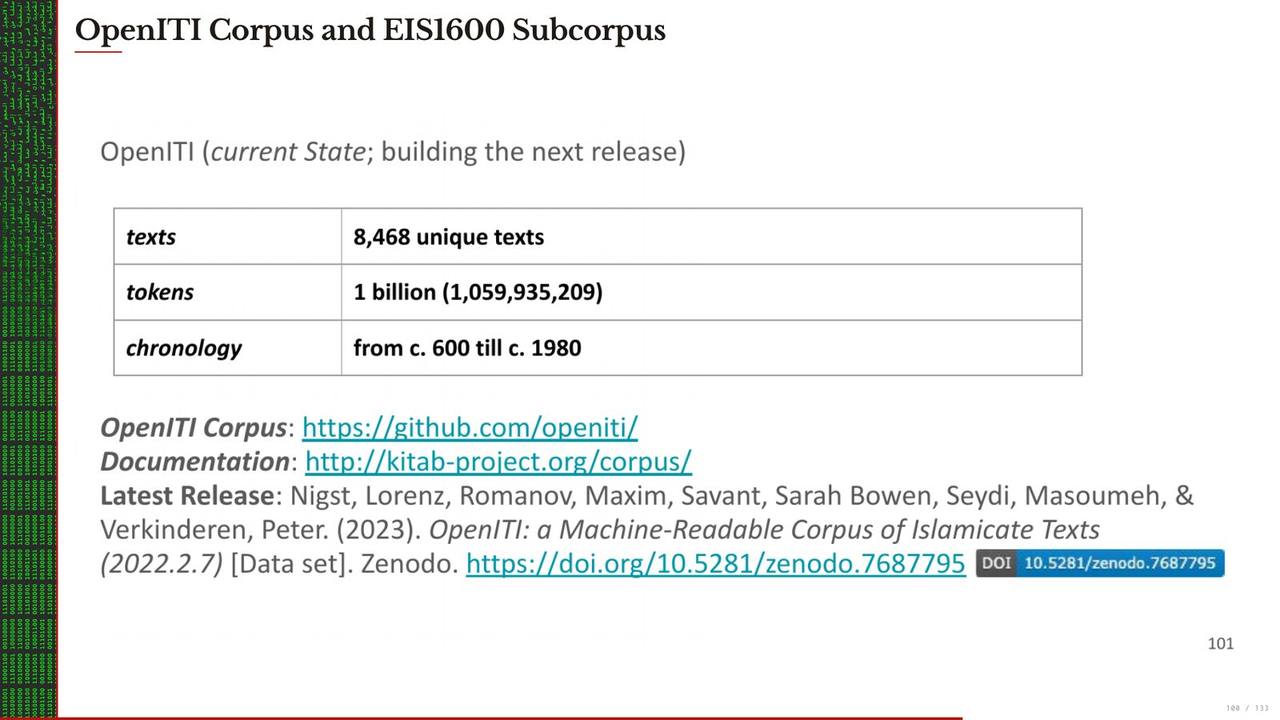 OpenITI Corpus and EIS1600 Subcorpus
OpenITI (current State; building the next release)
texts 8,468 unique texts
tokens 1 billion (1,059,935,209)
chronology from c. 600 till c. 1980
OpenITI Corpus: https://github.com/openiti/
Documentation: http://kitab-project.org/corpus/
Latest Release: Nigst, Lorenz, Romanov, Maxim, Savant, Sarah Bowen, Seydi, Masoumeh, &
Verkinderen, Peter. (2023). OpenITI: a Machine-Readable Corpus of Islamicate Texts
(2022.2.7) [Data set]. Zenodo. https://doi.org/10.5281/zenodo.7687795 DOI 10.5281/zenodo.7687795
101
100 / 133